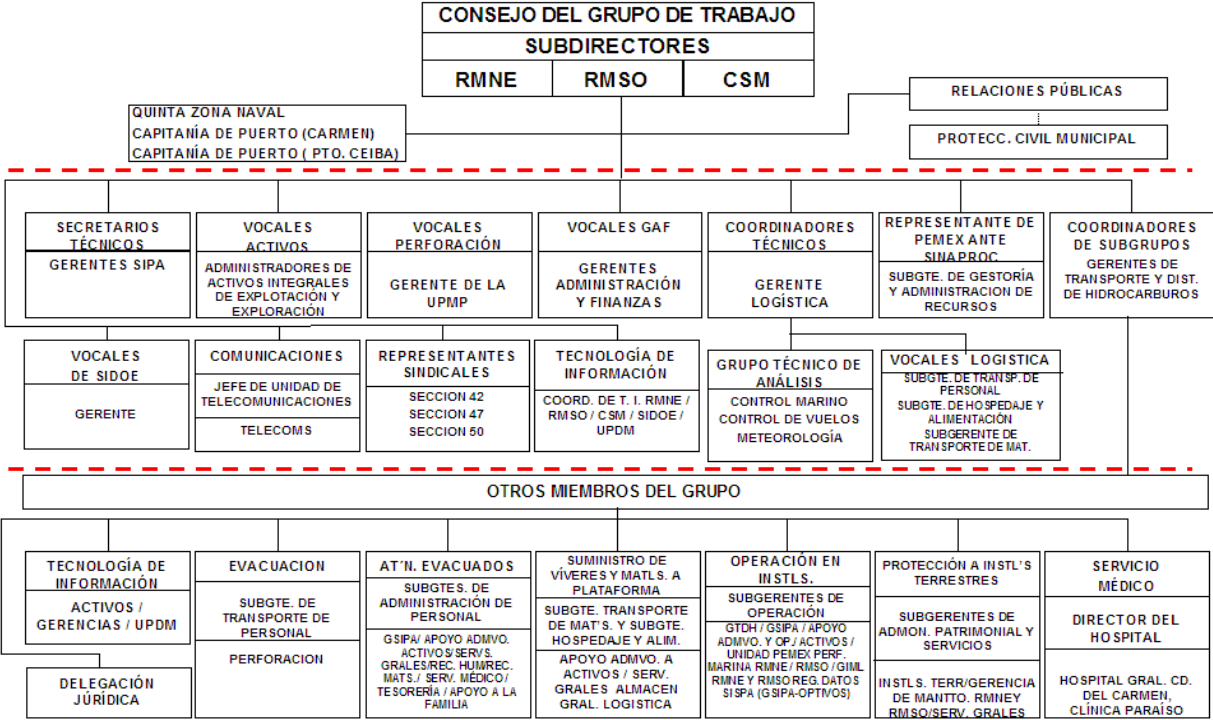 CONSEJO DEL GRUPO DE TRABAJO
SUBDIRECTORES
RMNE
RMSO
CSM
RELACIONES PÚBLICAS
PROTECC. CIVIL MUNICIPAL
QUINTA ZONA NAVAL
CAPITANÍA DE PUERTO (CARMEN)
CAPITANÍA DE PUERTO ( PTO. CEIBA)
SECRETARIOS
TÉCNICOS
GERENTES SIPA
VOCALES
ACTIVOS
ADMINISTRADORES DE
ACTIVOS INTEGRALES
DE EXPLOTACIÓN Y
EXPLORACIÓN
VOCALES
PERFORACIÓN
GERENTE DE LA
UPMP
VOCALES GAF
GERENTES
ADMINISTRACIÓN
Y FINANZAS
COORDINADORES
TÉCNICOS
GERENTE
LOGÍSTICA
REPRESENTANTE DE
PEMEX ANTE
SINAPROC
SUBGTE. DE GESTORÍA
Y ADMINISTRACION DE
RECURSOS
COORDINADORES
DE SUBGRUPOS
GERENTES DE
TRANSPORTE Y DIST.
DE HIDROCARBUROS
VOCALES
DE SIDOE
GERENTE
COMUNICACIONES
JEFE DE UNIDAD DE
TELECOMUNICACIONES
TELECOMS
REPRESENTANTES
SINDICALES
SECCION 42
SECCION 47
SECCION 50
TECNOLOGÍA DE
INFORMACIÓN
COORD. DE T. I. RMNE /
RMSO / CSM / SIDOE /
UPDM
GRUPO TÉCNICO DE
ANÁLISIS
CONTROL MARINO
CONTROL DE VUELOS
METEOROLOGÍA
VOCALES LOGISTICA
SUBGTE. DE TRANSP. DE
PERSONAL
SUBGTE. DE HOSPEDAJE Y
ALIMENTACIÓN
SUBGERENTE DE
TRANSPORTE DE MAT.
OTROS MIEMBROS DEL GRUPO
TECNOLOGÍA DE
INFORMACIÓN
ACTIVOS /
GERENCIAS / UPDM
DELEGACIÓN
JURÍDICA
EVACUACION
SUBGTE. DE
TRANSPORTE DE
PERSONAL
PERFORACION
AT´N. EVACUADOS
SUBGTES. DE
ADMINISTRACIÓN DE
PERSONAL
GSIPA/ APOYO ADMVO.
ACTIVOS/SERVS.
GRALES/REC. HUM/REC.
MATS./ SERV. MÉDICO /
TESORERÍA / APOYO A LA
FAMILIA
SUMINISTRO DE
VÍVERES Y MATLS. A
PLATAFORMA
SUBGTE. TRANSPORTE
DE MAT'S. Y SUBGTE.
HOSPEDAJE Y ALIM.
APOYO ADMVO. A
ACTIVOS / SERV.
GRALES ALMACEN
GRAL. LOGISTICA
OPERACIÓN EN
INSTLS.
SUBGERENTES DE
OPERACIÓN
GTDH / GSIPA / APOYO
ADMVO. Y OP./ ACTIVOS /
UNIDAD PEMEX PERF.
MARINA RMNE / RMSO / GIML
RMNE Y RMSO REG. DATOS
SISPA (GSIPA-OPTIVOS)
PROTECCIÓN A INSTL'S
TERRESTRES
SUBGERENTES DE
ADMON. PATRIMONIAL Y
SERVICIOS
INSTLS. TERR/GERENCIA
DE MANTTO. RMNE Y
RMSO/SERV. GRALES
SERVICIO
MÉDICO
DIRECTOR DEL
HOSPITAL
HOSPITAL GRAL. CD.
DEL CARMEN,
CLÍNICA PARAÍSO